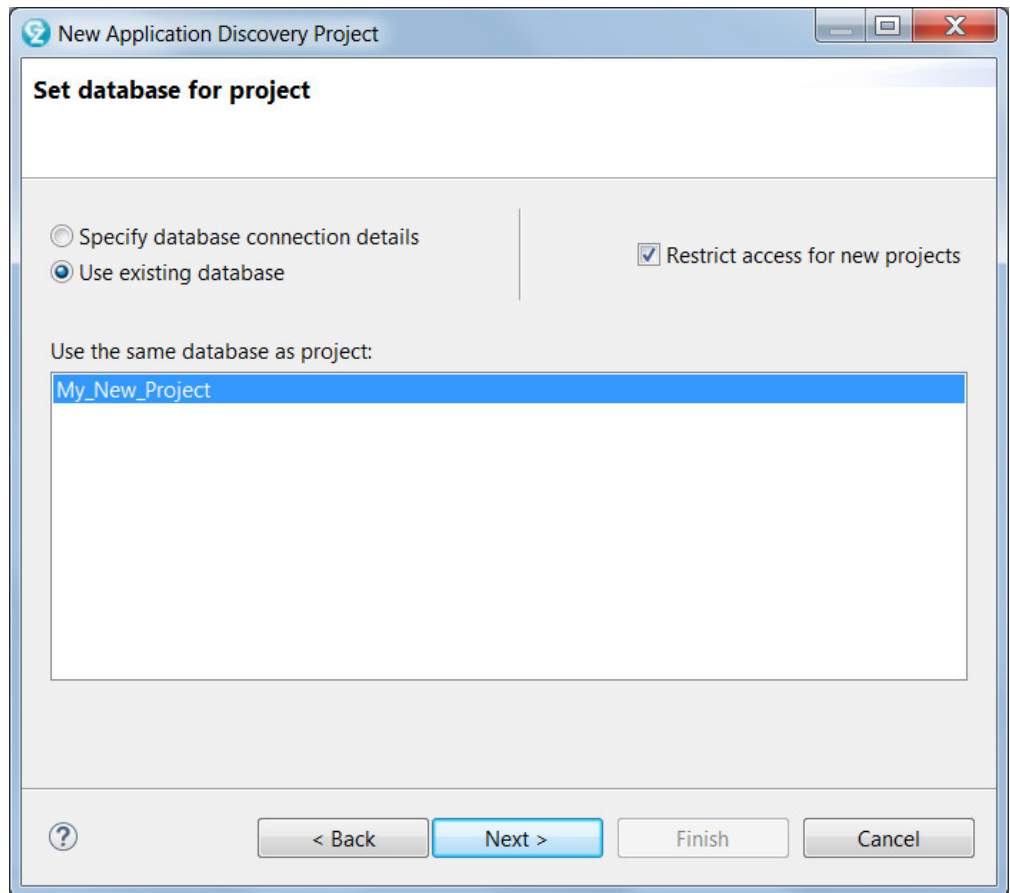 New Application Discovery Project
Set database for project
Specify database connection details
Use existing database
Restrict access for new projects
Use the same database as project:
My_New_Project
?
< Back
Next >
Finish
Cancel